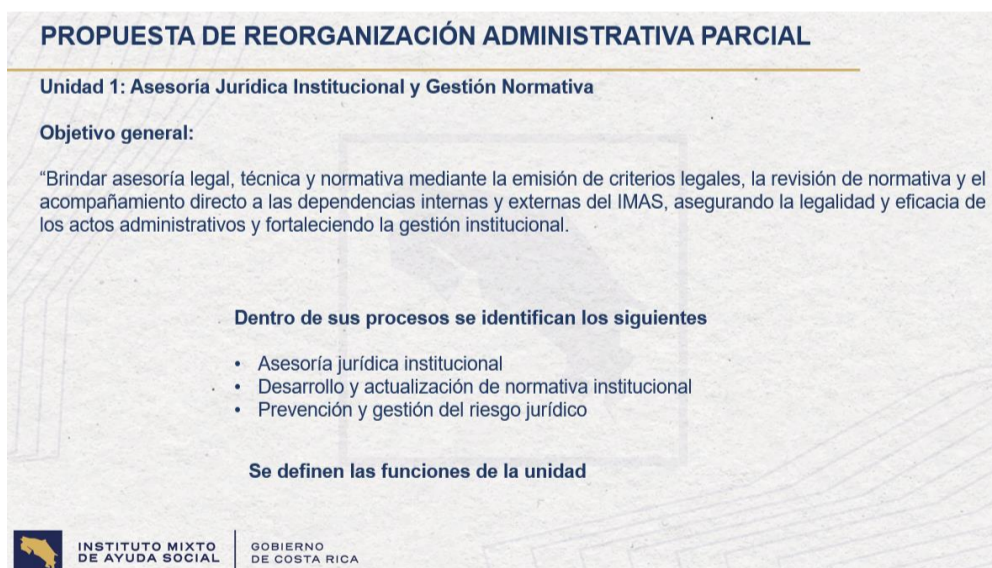 PROPUESTA DE REORGANIZACIÓN ADMINISTRATIVA PARCIAL
Unidad 1: Asesoría Jurídica Institucional y Gestión Normativa
Objetivo general:
“Brindar asesoría legal, técnica y normativa mediante la emisión de criterios legales, la revisión de normativa y el
acompañamiento directo a las dependencias internas y externas del IMAS, asegurando la legalidad y eficacia de
los actos administrativos y fortaleciendo la gestión institucional.
Dentro de sus procesos se identifican los siguientes
• Asesoría jurídica institucional
• Desarrollo y actualización de normativa institucional
• Prevención y gestión del riesgo jurídico
Se definen las funciones de la unidad
INSTITUTO MIXTO
DE AYUDA SOCIAL
GOBIERNO
DE COSTA RICA